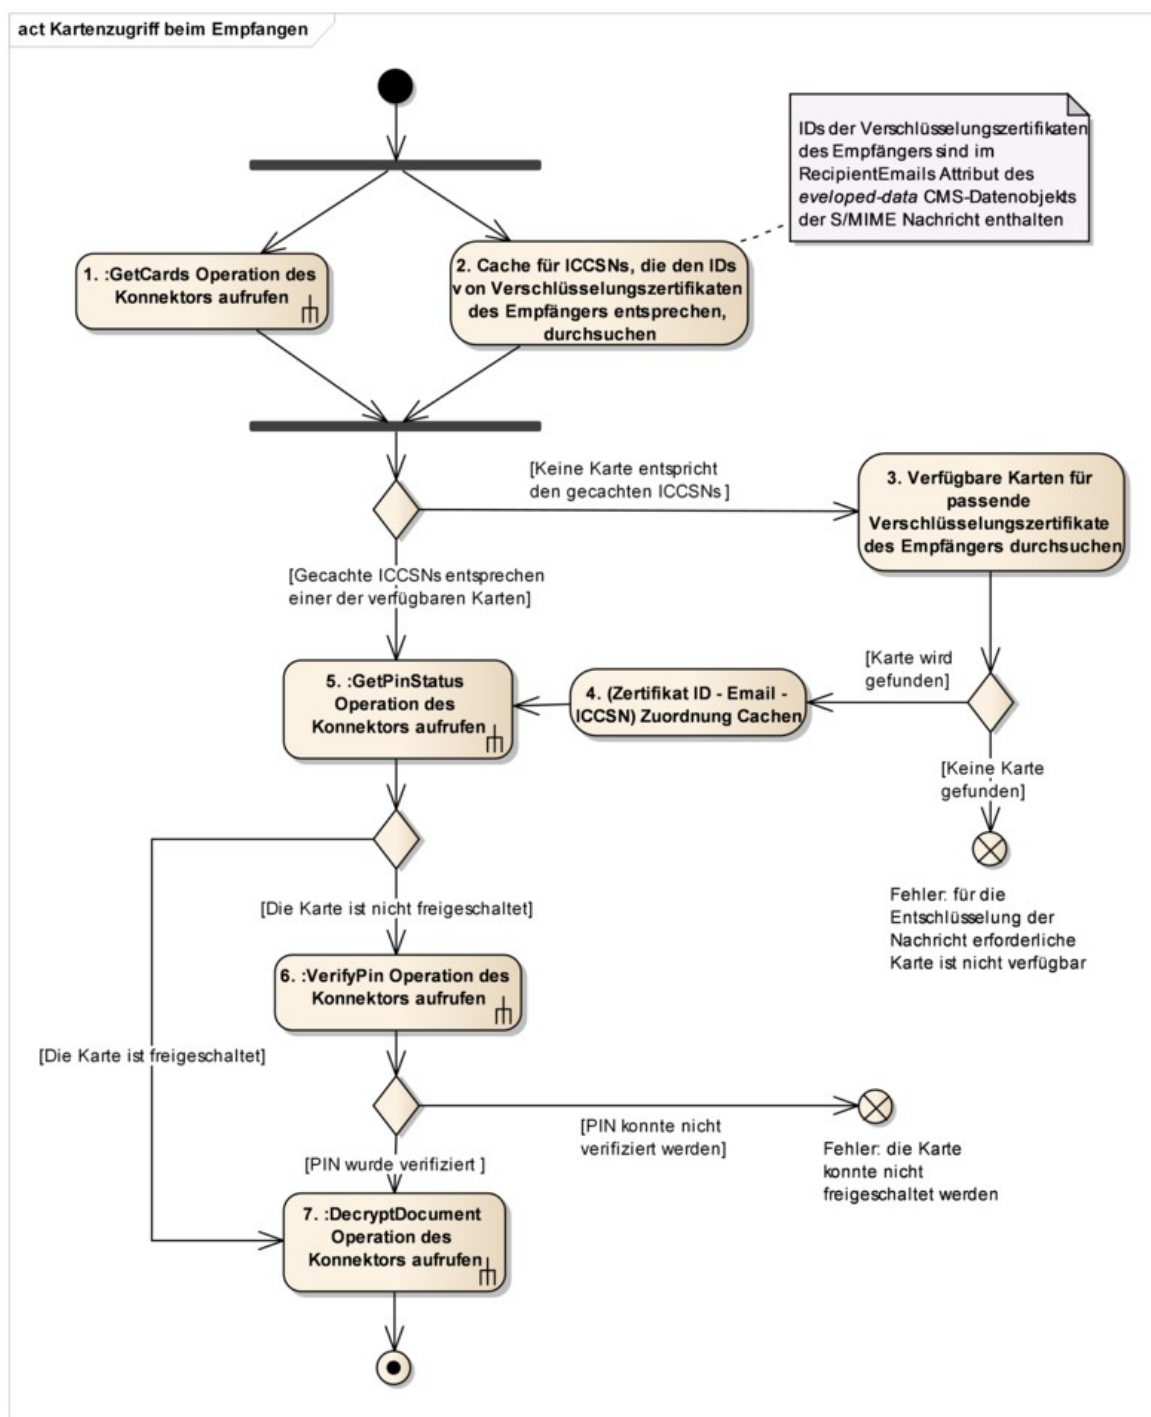 act Kartenzugriff beim Empfangen
IDs der Verschlüsselungszertifikaten
des Empfängers sind im
RecipientEmails Attribut des
eveloped-data CMS-Datenobjekts
der S/MIME Nachricht enthalten
1. :GetCards Operation des
Konnektors aufrufen
2. Cache für ICCSNs, die den IDs
von Verschlüsselungszertifikaten
des Empfängers entsprechen,
durchsuchen
[Keine Karte entspricht
den gecachten ICCSNs ]
3. Verfügbare Karten für
passende
Verschlüsselungszertifikate
des Empfängers durchsuchen
[Gecachte ICCSNs entsprechen
einer der verfügbaren Karten]
[Karte wird
gefunden]
5. :GetPinStatus
Operation des
Konnektors aufrufen
4. (Zertifikat ID - Email -
ICCSN) Zuordnung Cachen
[Keine Karte
gefunden]
Fehler: für die
Entschlüsselung der
Nachricht erforderliche
Karte ist nicht verfügbar
[Die Karte ist nicht freigeschaltet]
6. :VerifyPin Operation des
Konnektors aufrufen
[Die Karte ist freigeschaltet]
[PIN konnte nicht
verifiziert werden]
Fehler: die Karte
konnte nicht
freigeschaltet werden
[PIN wurde verifiziert ]
7. :DecryptDocument
Operation des
Konnektors aufrufen